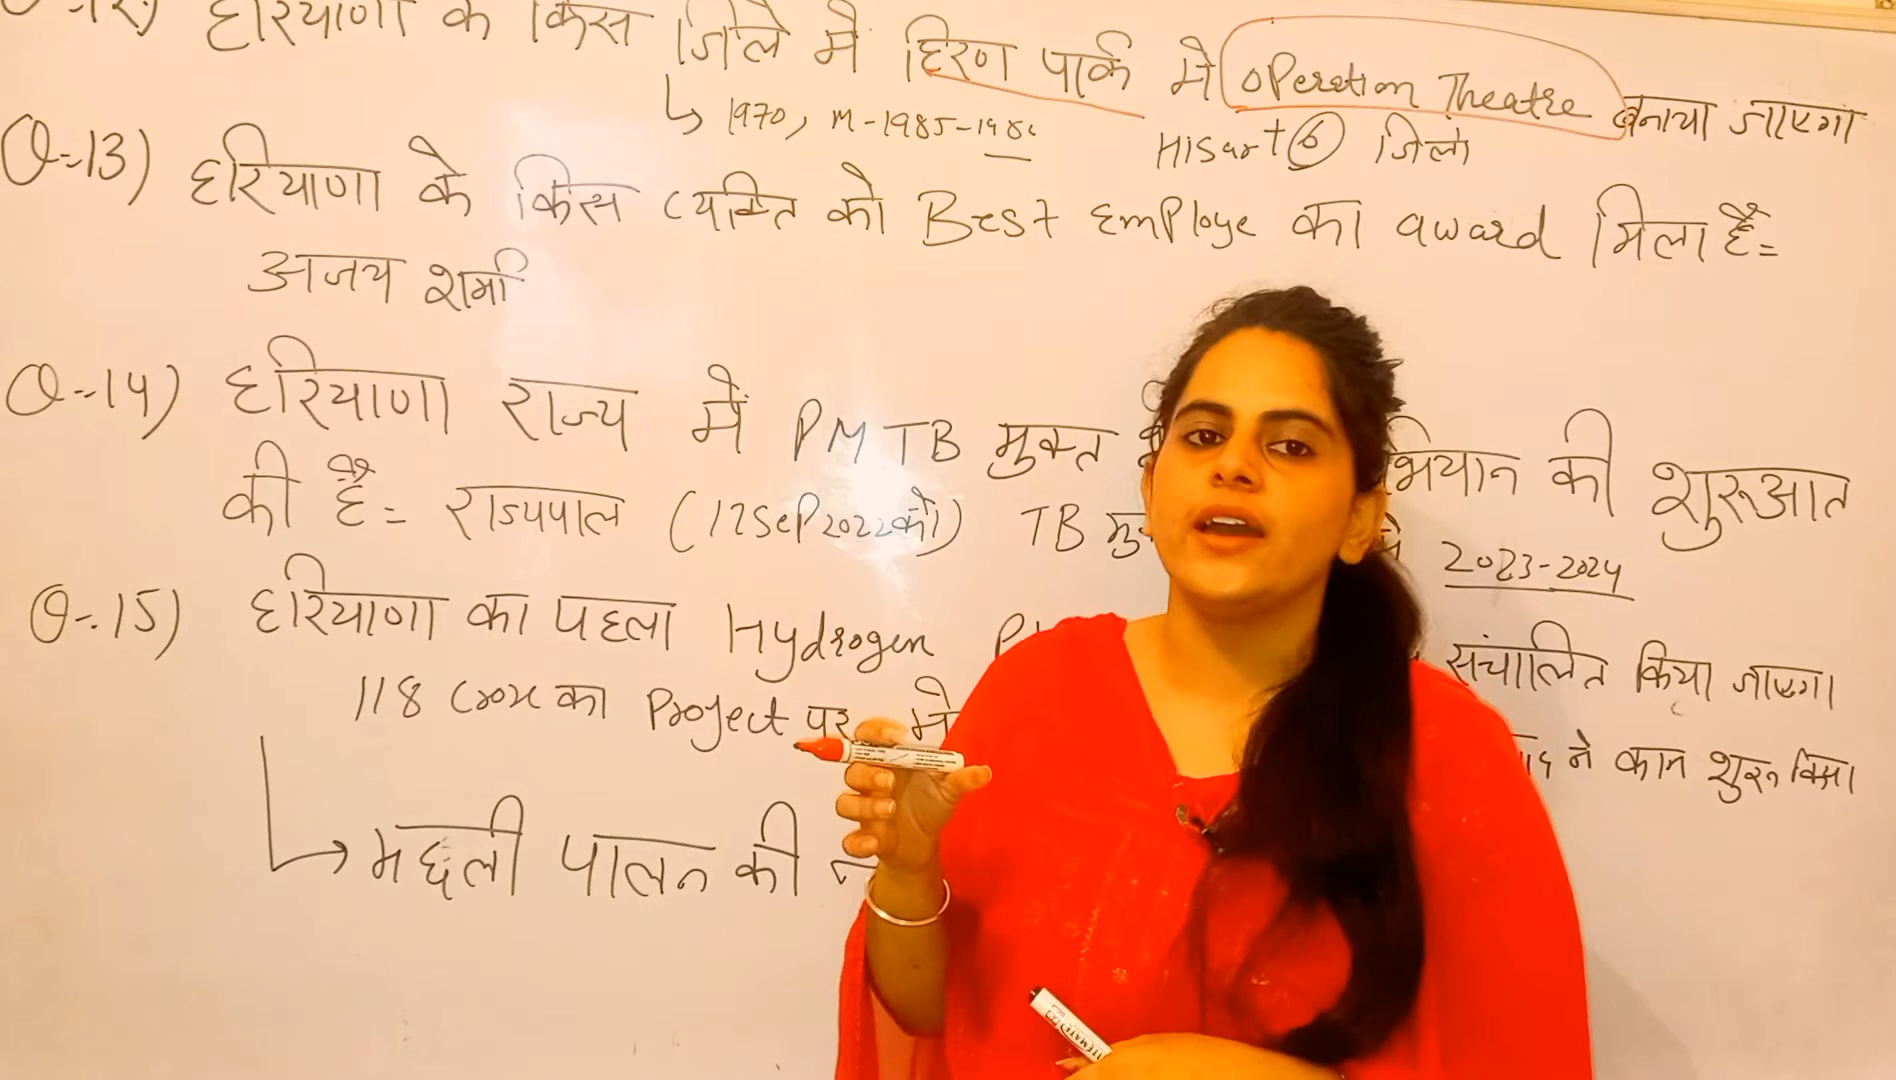 हरियाणा के किस जिले में हिरण पार्क में Operation Theatre बनाया जाएगा
↳ 1970, M-1985-198
Hisar + 6 जिले
Q.13) हरियाणा के किस व्यक्ति को Best Employe का award मिला है=
अजय शर्मा
Q.14) हरियाणा राज्य में PM TB मुक्त भियान की शुरूआत
की है= राज्यपाल (12 Sep 2022 को) TB मु 2023-2024
Q.15) हरियाणा का पहला Hydrogen संचालित किया जाएगा
118 Crore का Project पर ने काम शुरू किया
↳ मछली पालन की